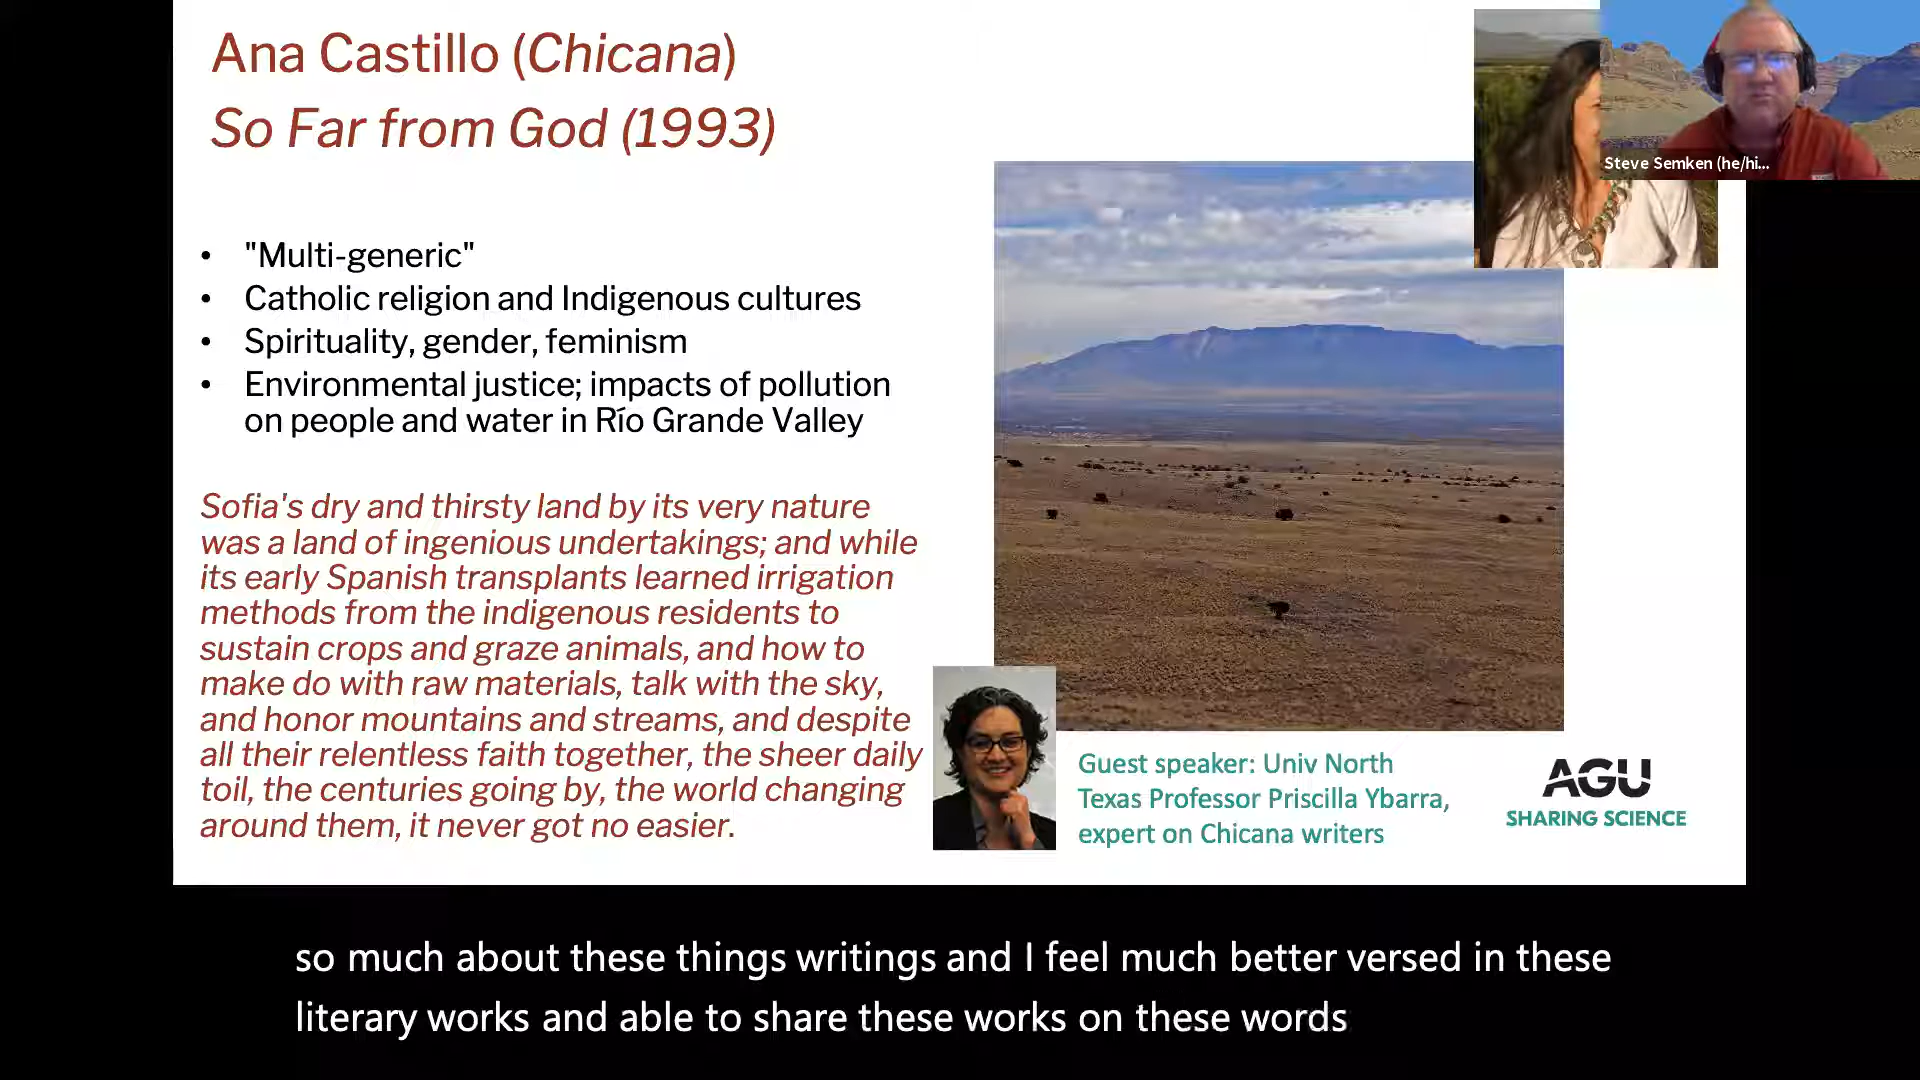 Ana Castillo (Chicana)
So Far from God (1993)
Steve Semken (he/hi...
• "Multi-generic"
• Catholic religion and Indigenous cultures
• Spirituality, gender, feminism
• Environmental justice; impacts of pollution
on people and water in Río Grande Valley
Sofia's dry and thirsty land by its very nature
was a land of ingenious undertakings; and while
its early Spanish transplants learned irrigation
methods from the indigenous residents to
sustain crops and graze animals, and how to
make do with raw materials, talk with the sky,
and honor mountains and streams, and despite
all their relentless faith together, the sheer daily
toil, the centuries going by, the world changing
around them, it never got no easier.
Guest speaker: Univ North
Texas Professor Priscilla Ybarra,
expert on Chicana writers
AGU
SHARING SCIENCE
so much about these things writings and I feel much better versed in these
literary works and able to share these works on these words